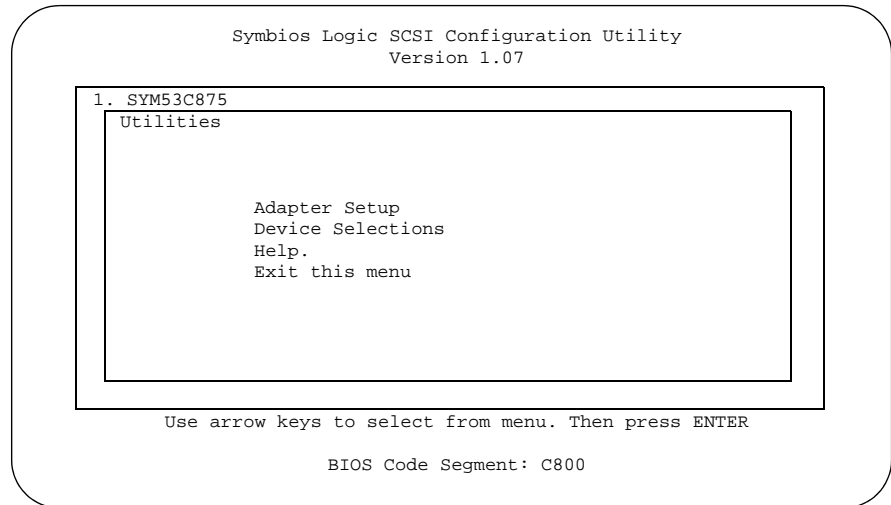 Symbios Logic SCSI Configuration Utility
Version 1.07
1. SYM53C875
Utilities
Adapter Setup
Device Selections
Help.
Exit this menu
Use arrow keys to select from menu. Then press ENTER
BIOS Code Segment: C800